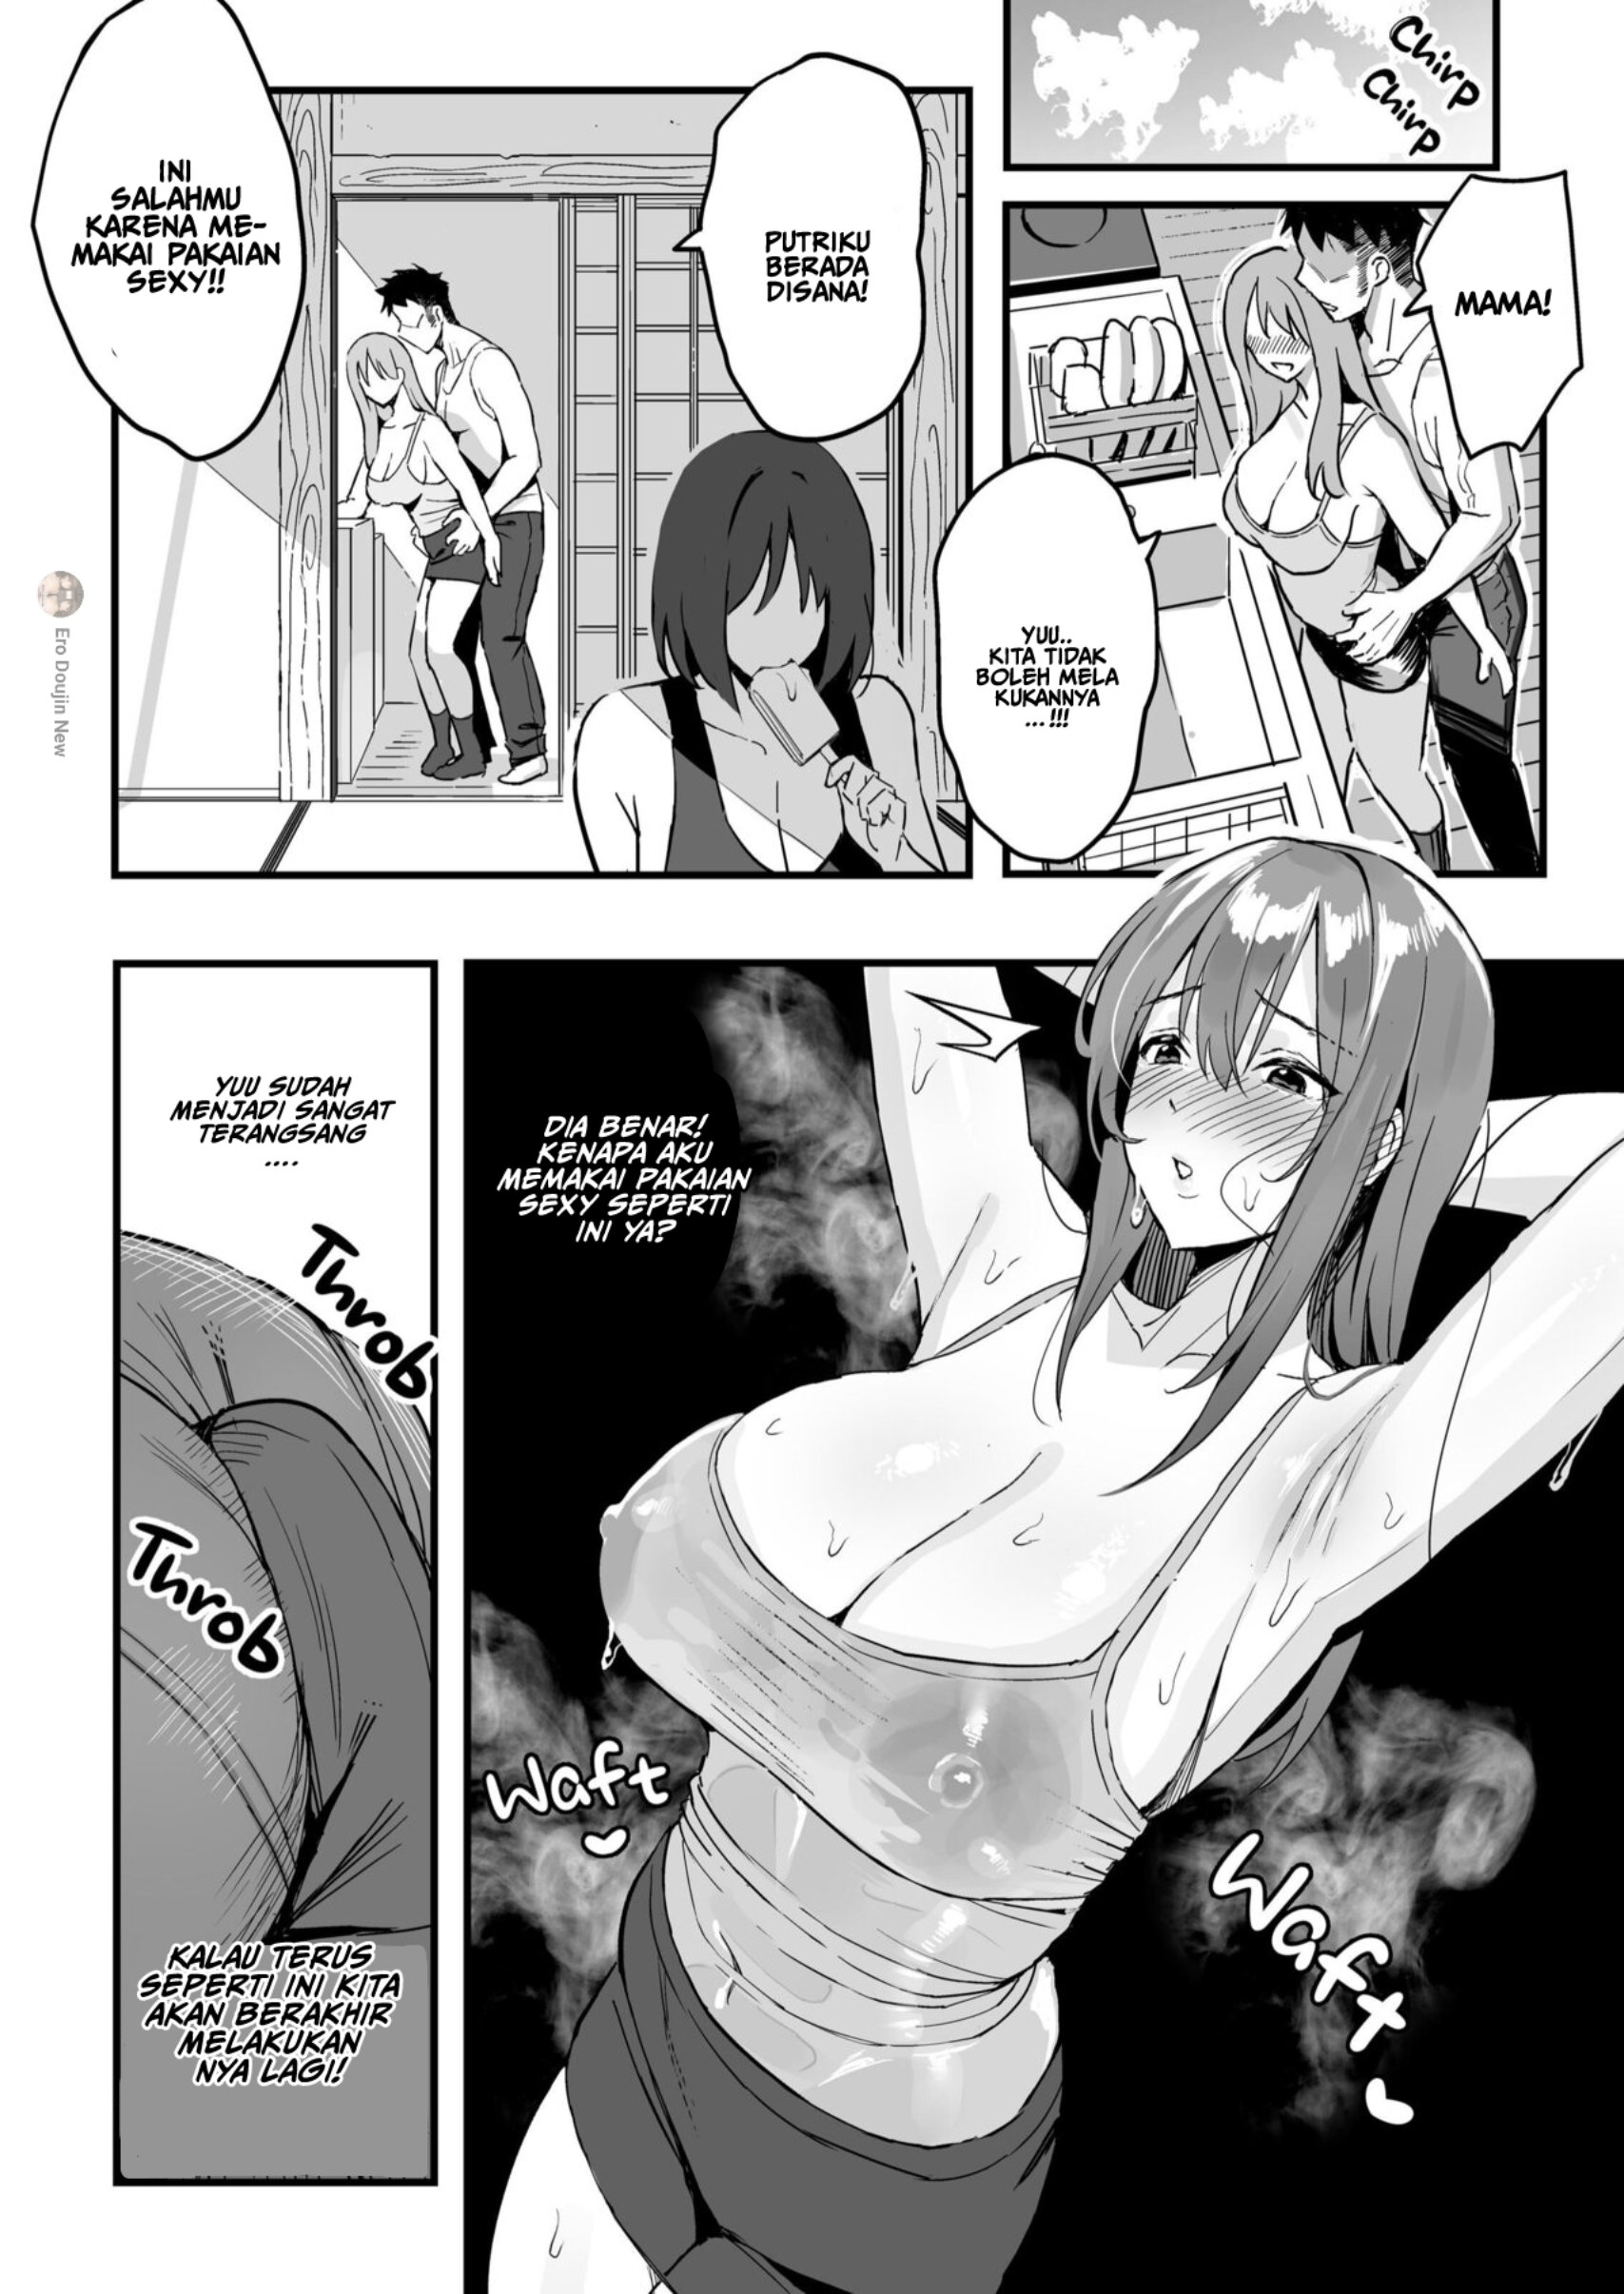 Chirp
Chirp
MAMA!
YUU..
KITA TIDAK
BOLEH MELA
KUKANNYA
...!!!
PUTRIKU
BERADA
DISANA!
INI
SALAHMU
KARENA ME-
MAKAI PAKAIAN
SEXY!!
Ero Doujin New
DIA BENAR!
KENAPA AKU
MEMAKAI PAKAIAN
SEXY SEPERTI
INI YA?
Waft
Waft
YUU SUDAH
MENJADI SANGAT
TERANGSANG
....
Throb
Throb
KALAU TERUS
SEPERTI INI KITA
AKAN BERAKHIR
MELAKUKAN
NYA LAGI!